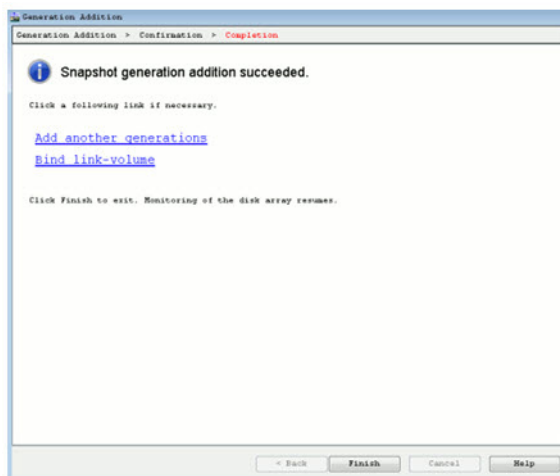 Generation Addition
Generation Addition > Confirmation > Completion
Snapshot generation addition succeeded.
Click a following link if necessary.
Add another generations
Bind link-volume
Click Finish to exit. Monitoring of the disk array resumes.
< Back Finish Cancel Help